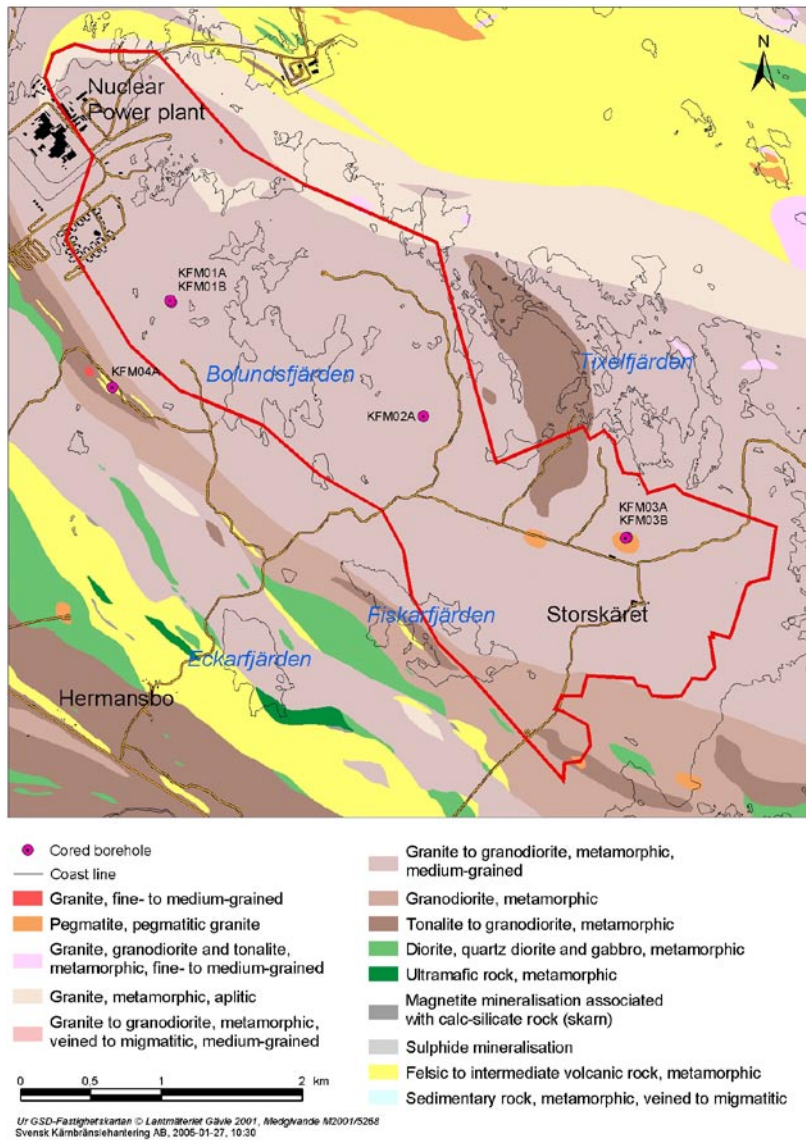 N
Nuclear
Power plant
KFM01A
KFM01B
Tixelfjärden
Bolundsfjärden
KFM04A
KFM02A
KFM03A
KFM03B
Fiskarfjärden
Storskäret
Eckarfjärden
Hermansbo
Cored borehole
Coast line
Granite, fine- to medium-grained
Pegmatite, pegmatitic granite
Granite, granodiorite and tonalite,
metamorphic, fine- to medium-grained
Granite, metamorphic, aplitic
Granite to granodiorite, metamorphic,
veined to migmatitic, medium-grained
Granite to granodiorite, metamorphic,
medium-grained
Granodiorite, metamorphic
Tonalite to granodiorite, metamorphic
Diorite, quartz diorite and gabbro, metamorphic
Ultramafic rock, metamorphic
Magnetite mineralisation associated
with calc-silicate rock (skarn)
Sulphide mineralisation
Felsic to intermediate volcanic rock, metamorphic
Sedimentary rock, metamorphic, veined to migmatitic
0 0.5 1 2 km
Ur GSD-Fastighetskartan © Lantmäteriet Gävle 2001, Medgivande M2001/5268
Svensk Kärnbränslehantering AB, 2005-01-27, 10:30